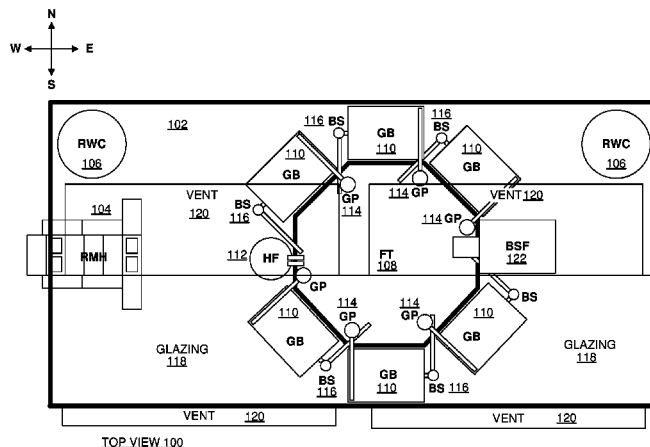 N
W E
S
102
116 BS
GB
110
116
BS
RWC
106
110
GB
110
GB
RWC
106
VENT
120
GP
114
114 GP
VENT 120
104
BS
116
114 GP
RMH
112 HF
FT
108
BSF
122
GP
110
GB
114
GP
114
GP
110
GB
BS
GLAZING
118
GLAZING
118
BS
116
GB
110
BS 116
VENT 120
VENT 120
TOP VIEW 100